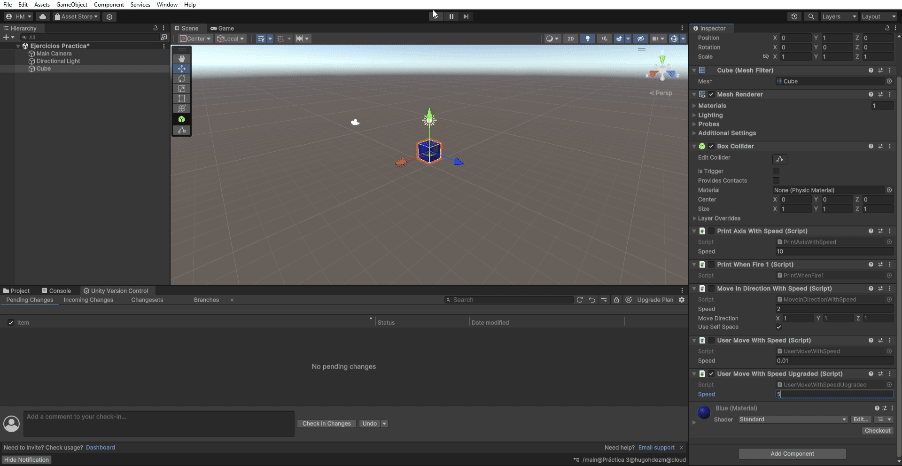 File Edit Assets GameObject Component Services Window Help
HM Asset Store Layers Layout
Hierarchy
All
Ejercicios Practica*
Main Camera
Directional Light
Cube
Scene Game
Center Local 2D
Persp
Inspector
Position X 0 Y 1 Z 0
Rotation X 0 Y 0 Z 0
Scale X 1 Y 1 Z 1
Cube (Mesh Filter)
Mesh Cube
Mesh Renderer
Materials 1
Lighting
Probes
Additional Settings
Box Collider
Edit Collider
Is Trigger
Provides Contacts
Material None (Physic Material)
Center X 0 Y 0 Z 0
Size X 1 Y 1 Z 1
Layer Overrides
Print Axis With Speed (Script)
Script PrintAxisWithSpeed
Speed 10
Print When Fire 1 (Script)
Script PrintWhenFire1
Move In Direction With Speed (Script)
Script MoveInDirectionWithSpeed
Speed 2
Move Direction X 1 Y 1 Z 1
Use Self Space
User Move With Speed (Script)
Script UserMoveWithSpeed
Speed 0.01
User Move With Speed Upgraded (Script)
Script UserMoveWithSpeedUpgraded
Speed 5
Blue (Material)
Shader Standard Edit...
Checkout
Add Component
Project Console Unity Version Control
Pending Changes Incoming Changes Changesets Branches Search Upgrade Plan
Item Status Date modified
No pending changes
Add a comment to your check-in...
Check in Changes Undo
Need to Invite? Check usage? Dashboard Need help? Email support
Hide Notification /main@Práctica 3@hugohdezm@cloud